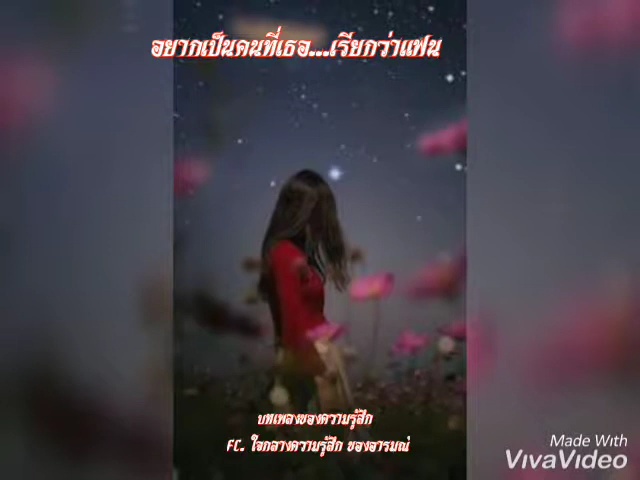 อยากเป็นคนที่เธอ...เรียกว่าแฟน
บทเพลงของความรู้สึก
FC. ใจกลางความรู้สึก ของอารมณ์
Made With
VivaVideo